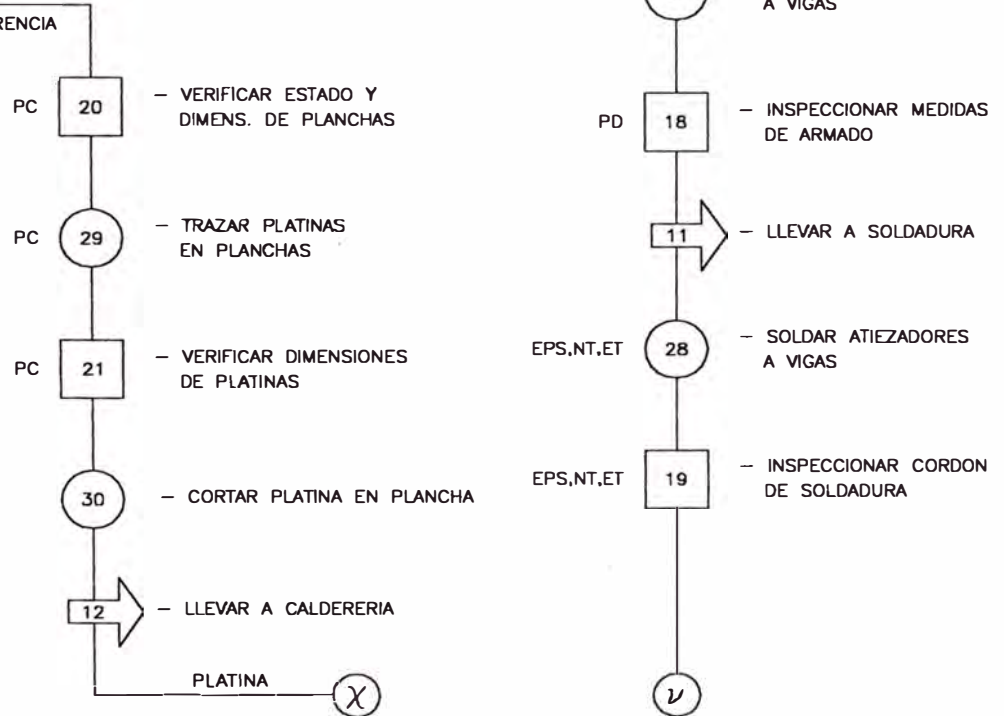 RENCIA
PC 20 – VERIFICAR ESTADO Y
DIMENS. DE PLANCHAS
PC 29 – TRAZAR PLATINAS
EN PLANCHAS
PC 21 – VERIFICAR DIMENSIONES
DE PLATINAS
30 – CORTAR PLATINA EN PLANCHA
12 – LLEVAR A CALDERERIA
PLATINA χ
A VIGAS
PD 18 – INSPECCIONAR MEDIDAS
DE ARMADO
11 – LLEVAR A SOLDADURA
EPS,NT,ET 28 – SOLDAR ATIEZADORES
A VIGAS
EPS,NT,ET 19 – INSPECCIONAR CORDON
DE SOLDADURA
ν